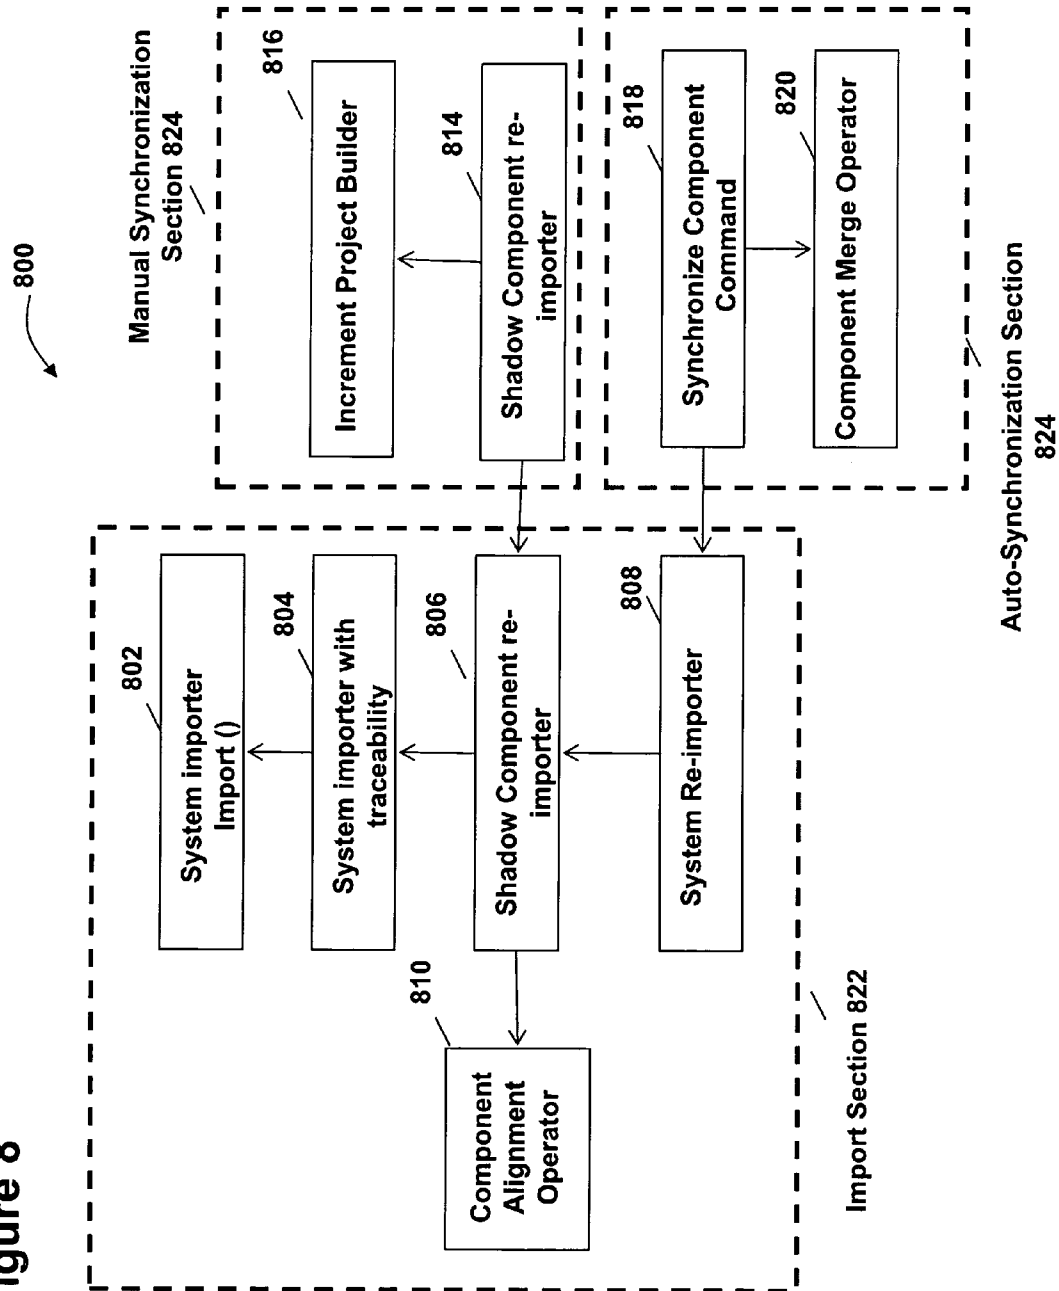 igure 8
800
Manual Synchronization
Section 824
802
System importer
Import ()
816
Increment Project Builder
804
System importer with
traceability
814
Shadow Component re-
importer
810
Component
Alignment
Operator
806
Shadow Component re-
importer
818
Synchronize Component
Command
808
System Re-importer
820
Component Merge Operator
Import Section 822
Auto-Synchronization Section
824